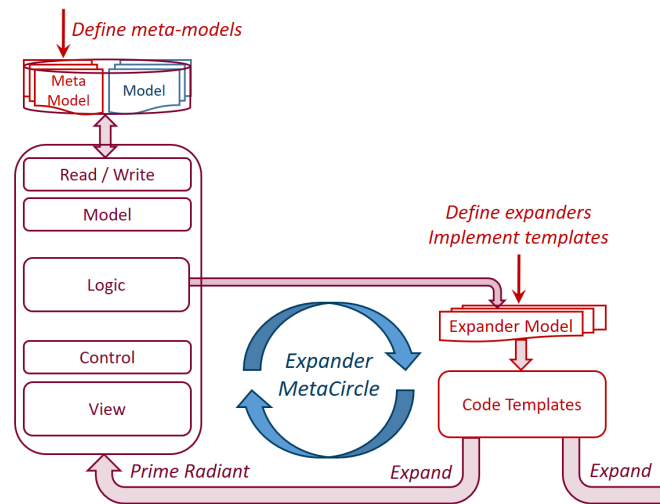 Define meta-models
Meta
Model
Model
Read / Write
Model
Logic
Control
View
Prime Radiant
Expander
MetaCircle
Define expanders
Implement templates
Expander Model
Code Templates
Expand
Expand